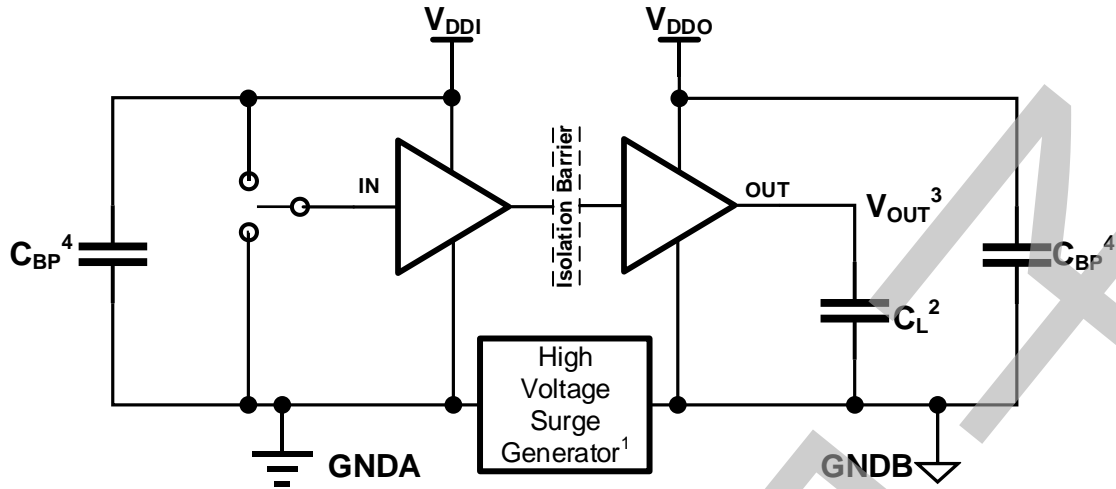 VDDI
VDDO
IN
Isolation Barrier
OUT
VOUT³
CBP⁴
CBP⁴
CL²
High
Voltage
Surge
Generator¹
GNDA
GNDB